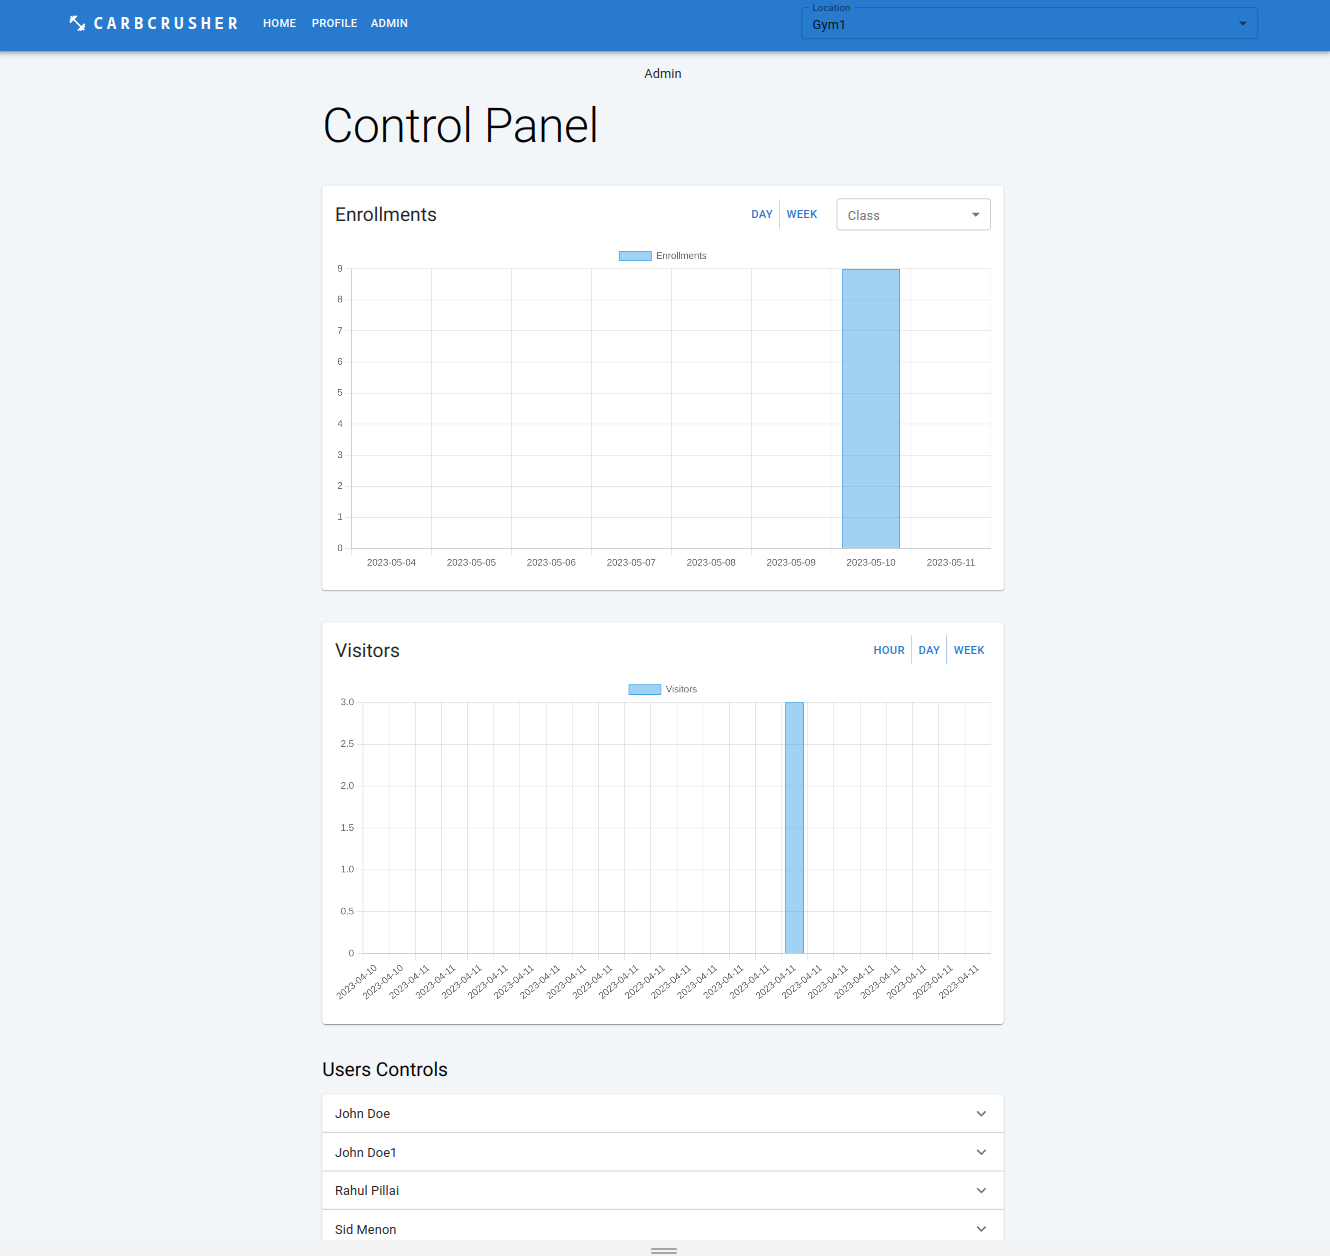 CARBCRUSHER HOME PROFILE ADMIN
Location
Gym1
Admin
Control Panel
Enrollments DAY WEEK Class
Enrollments
9
8
7
6
5
4
3
2
1
0
2023-05-04 2023-05-05 2023-05-06 2023-05-07 2023-05-08 2023-05-09 2023-05-10 2023-05-11
Visitors HOUR DAY WEEK
Visitors
3.0
2.5
2.0
1.5
1.0
0.5
0
2023-04-10 2023-04-10 2023-04-11 2023-04-11 2023-04-11 2023-04-11 2023-04-11 2023-04-11 2023-04-11 2023-04-11 2023-04-11 2023-04-11 2023-04-11 2023-04-11 2023-04-11 2023-04-11 2023-04-11 2023-04-11 2023-04-11 2023-04-11 2023-04-11 2023-04-11 2023-04-11 2023-04-11
Users Controls
John Doe
John Doe1
Rahul Pillai
Sid Menon